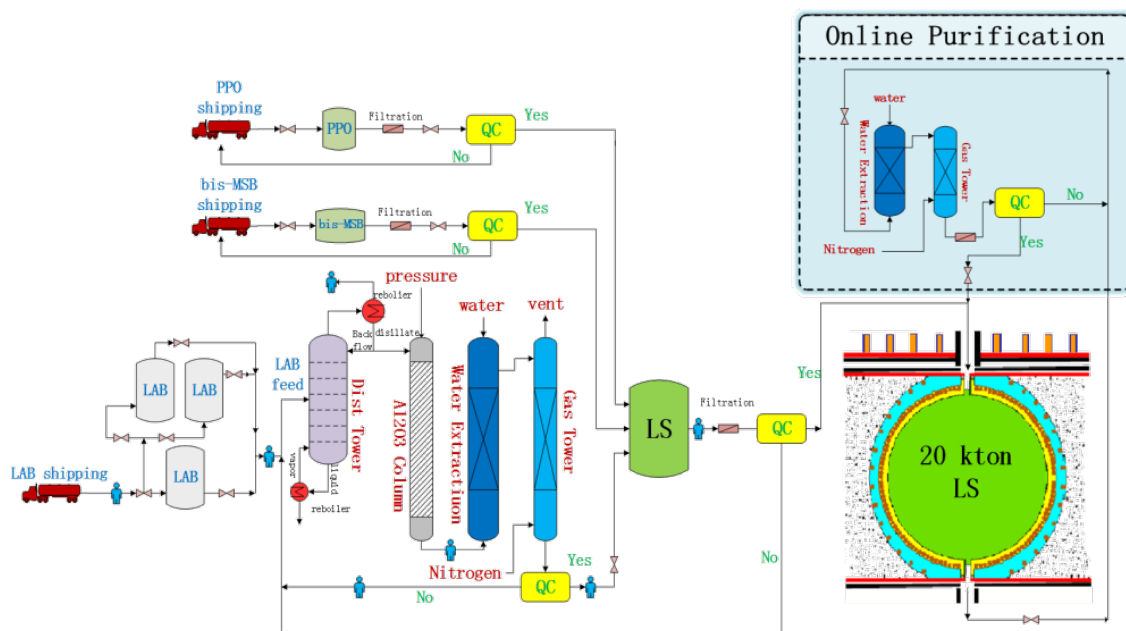 Online Purification
water
Water Extraction
Gas Tower
QC
No
Yes
Nitrogen
PPO
shipping
PPO
Filtration
QC
Yes
No
bis-MSB
shipping
bis-MSB
Filtration
QC
Yes
No
pressure
rebolier
Back
flow
disillate
water
vent
LAB
LAB
LAB
LAB shipping
LAB
feed
Dist Tower
vapor
liquid
reboiler
Al2O3 Column
Water Extraction
Gas Tower
Nitrogen
Yes
No
QC
LS
Filtration
QC
Yes
No
20 kton
LS